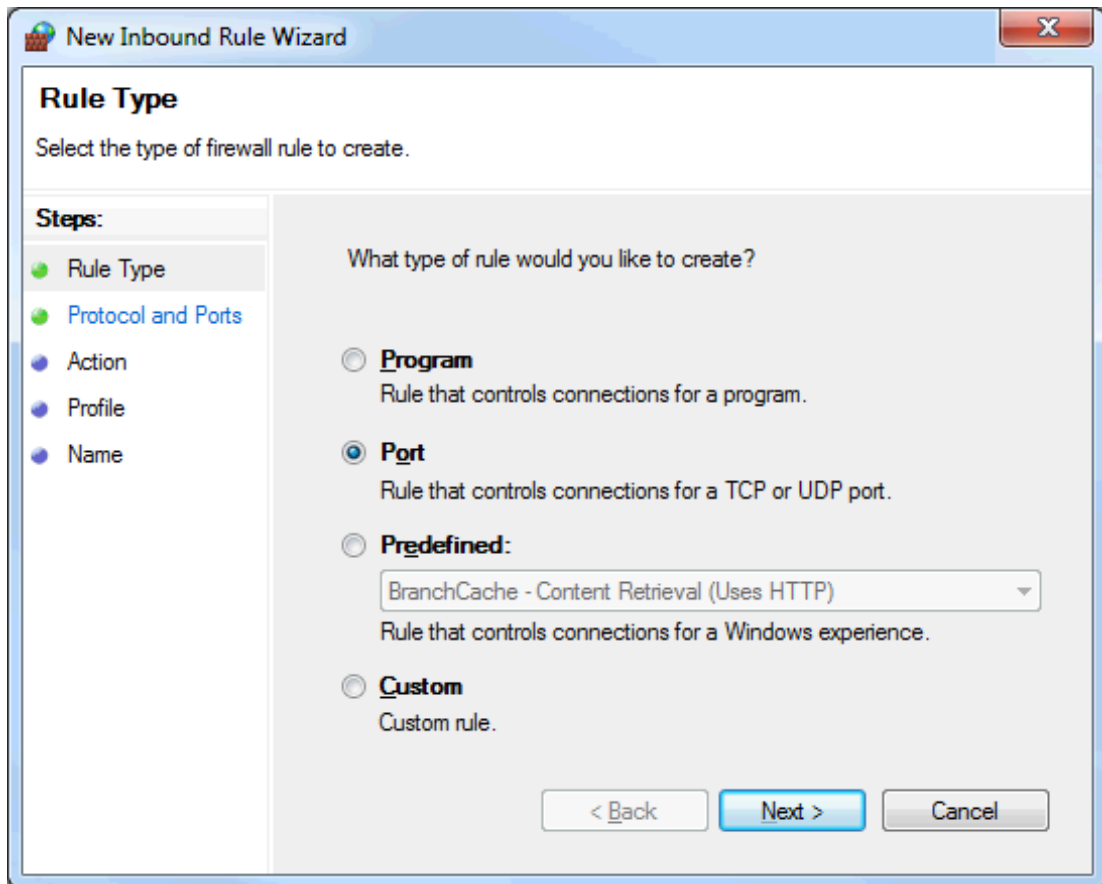 New Inbound Rule Wizard
X
Rule Type
Select the type of firewall rule to create.
Steps:
Rule Type
Protocol and Ports
Action
Profile
Name
What type of rule would you like to create?
Program
Rule that controls connections for a program.
Port
Rule that controls connections for a TCP or UDP port.
Predefined:
BranchCache - Content Retrieval (Uses HTTP)
Rule that controls connections for a Windows experience.
Custom
Custom rule.
< Back
Next >
Cancel